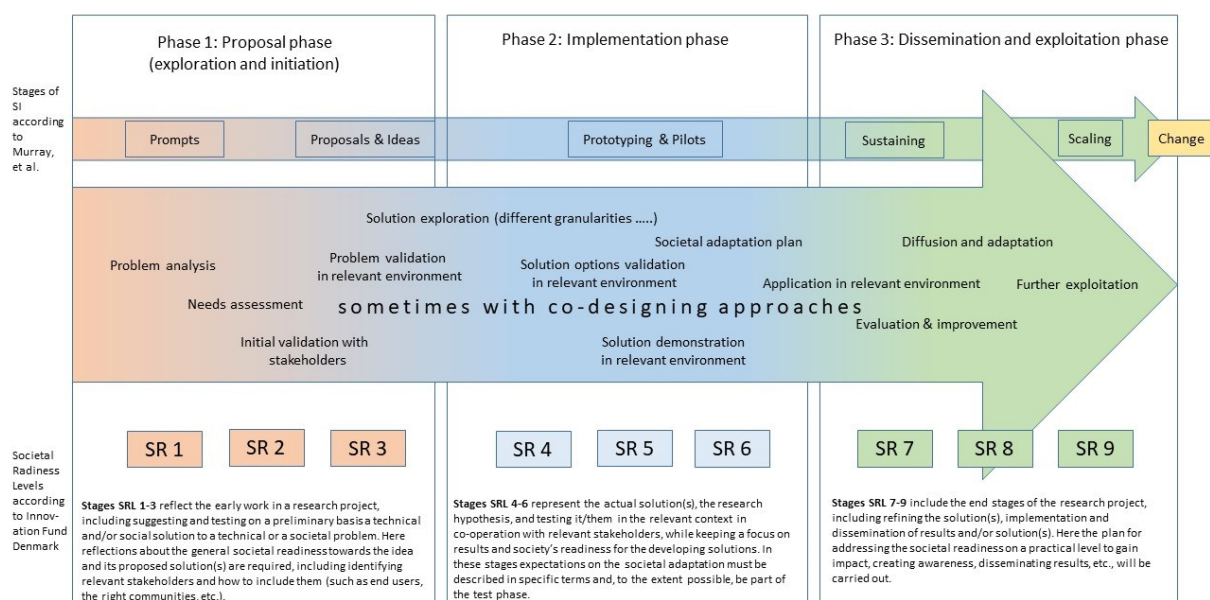 Phase 1: Proposal phase
(exploration and initiation)
Phase 2: Implementation phase
Phase 3: Dissemination and exploitation phase
Stages of
SI
according
to
Murray,
et al.
Prompts
Proposals & Ideas
Prototyping & Pilots
Sustaining
Scaling
Change
Solution exploration (different granularities .....)
Societal adaptation plan
Diffusion and adaptation
Problem analysis
Problem validation
in relevant environment
Solution options validation
in relevant environment
Application in relevant environment
Further exploitation
Needs assessment
sometimes with co-designing approaches
Evaluation & improvement
Initial validation with
stakeholders
Solution demonstration
in relevant environment
SR 1
SR 2
SR 3
SR 4
SR 5
SR 6
SR 7
SR 8
SR 9
Societal
Radiness
Levels
according
to Innov-
ation Fund
Denmark
Stages SRL 1-3 reflect the early work in a research project,
including suggesting and testing on a preliminary basis a technical
and/or social solution to a technical or a societal problem. Here
reflections about the general societal readiness towards the idea
and its proposed solution(s) are required, including identifying
relevant stakeholders and how to include them (such as end users,
the right communities, etc.).
Stages SRL 4-6 represent the actual solution(s), the research
hypothesis, and testing it/them in the relevant context in
co-operation with relevant stakeholders, while keeping a focus on
results and society's readiness for the developing solutions. In
these stages expectations on the societal adaptation must be
described in specific terms and, to the extent possible, be part of
the test phase.
Stages SRL 7-9 include the end stages of the research project,
including refining the solution(s), implementation and
dissemination of results and/or solution(s). Here the plan for
addressing the societal readiness on a practical level to gain
impact, creating awareness, disseminating results, etc., will be
carried out.